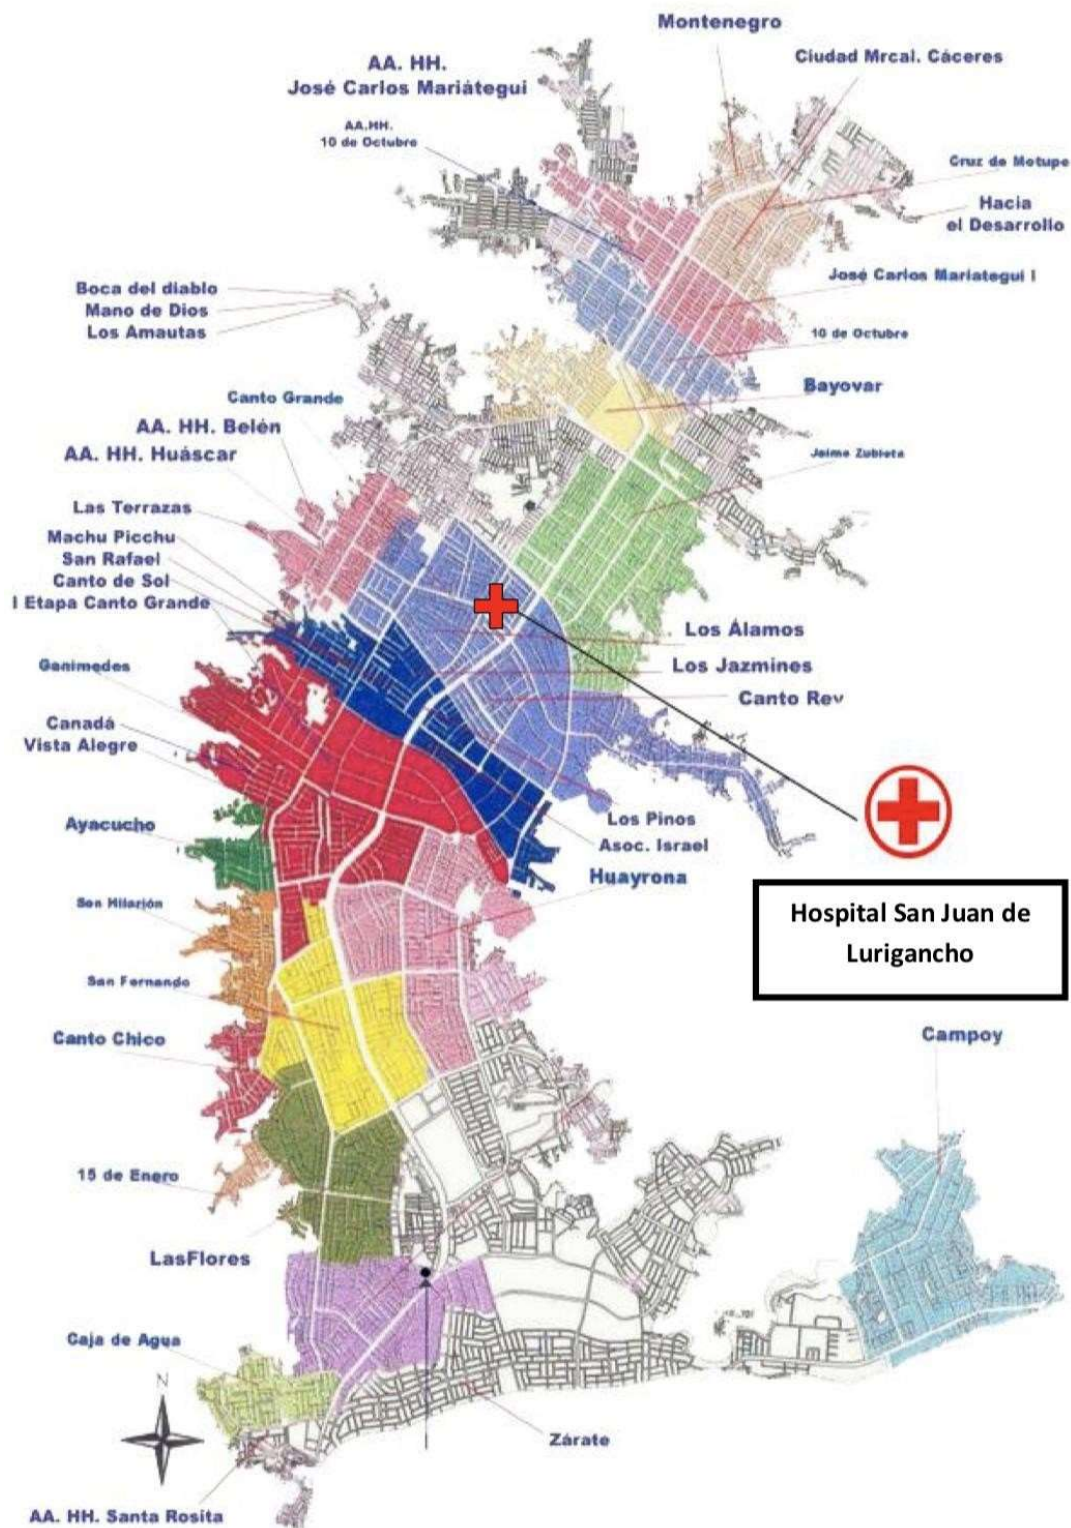 Montenegro
Ciudad Mrcal. Cáceres
AA. HH.
José Carlos Mariátegui
AA.HH.
10 de Octubre
Cruz de Motupe
Hacia
el Desarrollo
José Carlos Mariategui I
Boca del diablo
Mano de Dios
Los Amautas
10 de Octubre
Bayovar
Canto Grande
AA. HH. Belén
AA. HH. Huáscar
Jaime Zubieta
Las Terrazas
Machu Picchu
San Rafael
Canto de Sol
I Etapa Canto Grande
Los Álamos
Los Jazmines
Canto Rey
Ganimedes
Canadá
Vista Alegre
Ayacucho
Los Pinos
Asoc. Israel
Huayrona
San Hilarión
Hospital San Juan de
Lurigancho
San Fernando
Canto Chico
Campoy
15 de Enero
LasFlores
Caja de Agua
N
Zárate
AA. HH. Santa Rosita